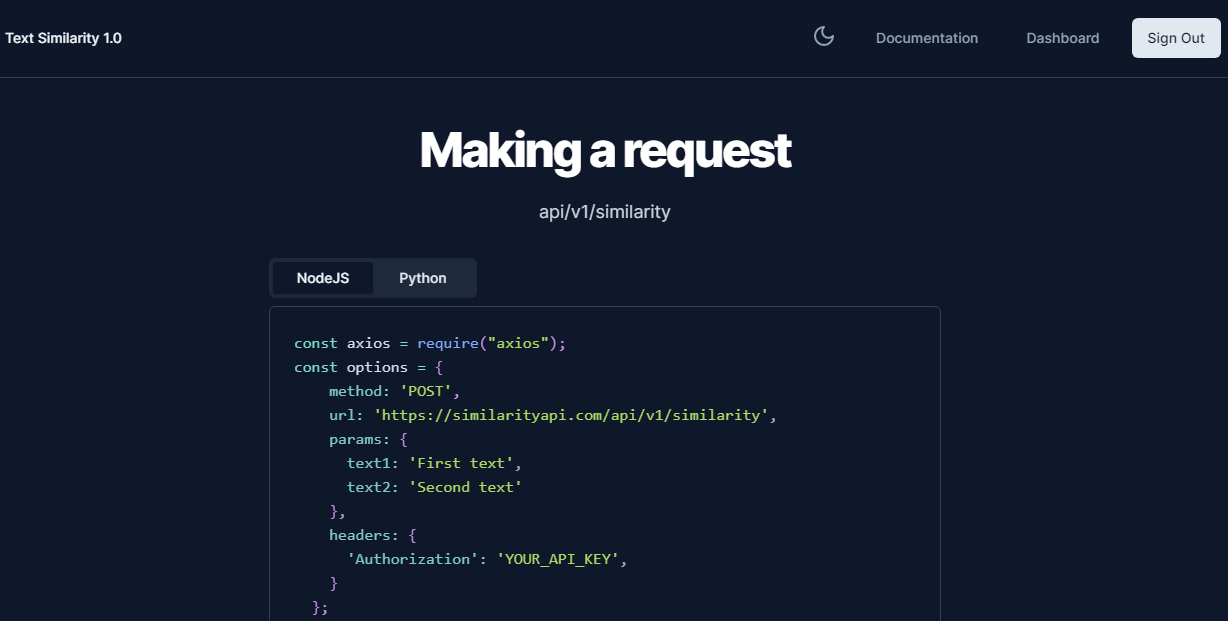 Text Similarity 1.0
Documentation
Dashboard
Sign Out
Making a request
api/v1/similarity
NodeJS
Python
const axios = require("axios");
const options = {
    method: 'POST',
    url: 'https://similarityapi.com/api/v1/similarity',
    params: {
      text1: 'First text',
      text2: 'Second text'
    },
    headers: {
      'Authorization': 'YOUR_API_KEY',
    }
  };